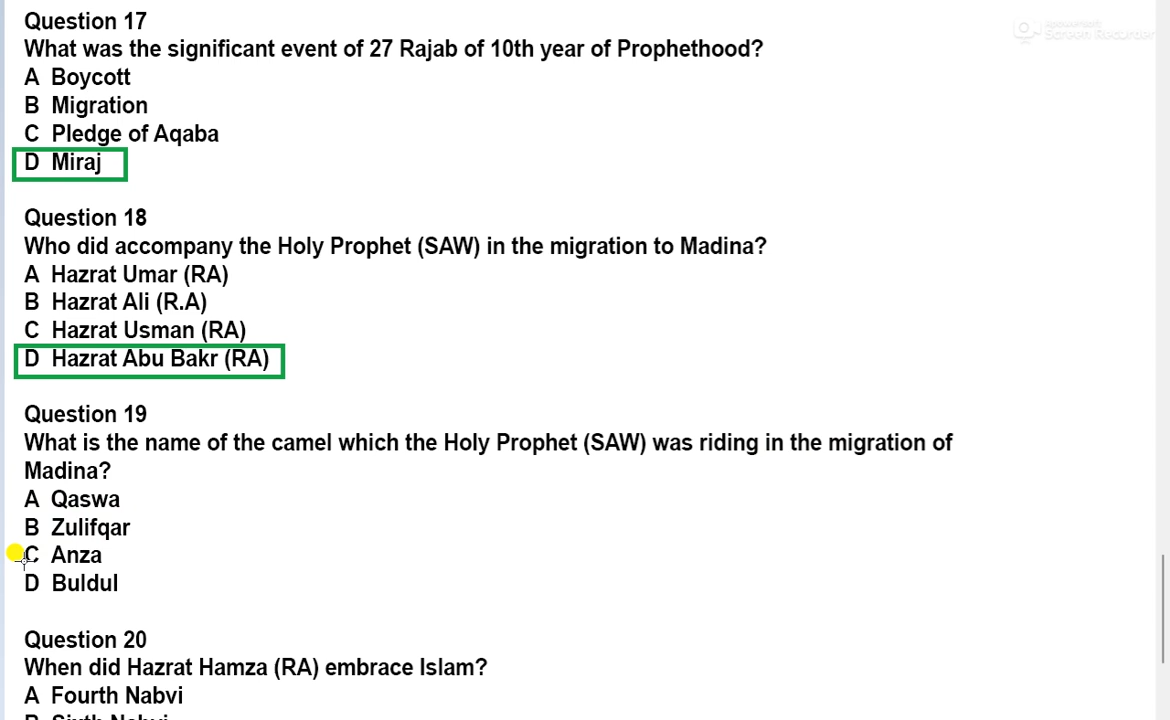 Question 17
What was the significant event of 27 Rajab of 10th year of Prophethood?
A Boycott
B Migration
C Pledge of Aqaba
D Miraj
Question 18
Who did accompany the Holy Prophet (SAW) in the migration to Madina?
A Hazrat Umar (RA)
B Hazrat Ali (R.A)
C Hazrat Usman (RA)
D Hazrat Abu Bakr (RA)
Question 19
What is the name of the camel which the Holy Prophet (SAW) was riding in the migration of
Madina?
A Qaswa
B Zulifqar
C Anza
D Buldul
Question 20
When did Hazrat Hamza (RA) embrace Islam?
A Fourth Nabvi
B Sixth Nabvi
Screen Recorder